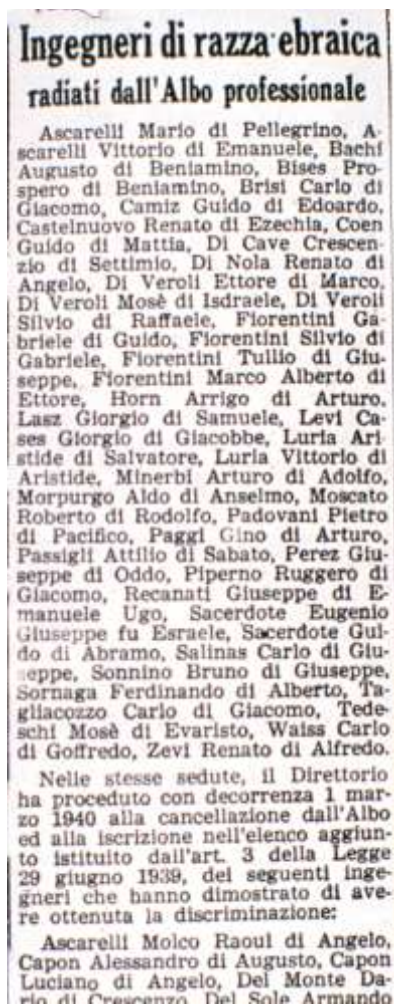 Ingegneri di razza ebraica
radiati dall'Albo professionale
Ascarelli Mario di Pellegrino, A-
scarelli Vittorio di Emanuele, Bachi
Augusto di Beniamino, Bises Pro-
spero di Beniamino, Brisi Carlo di
Giacomo, Camiz Guido di Edoardo,
Castelnuovo Renato di Ezechia, Coen
Guido di Mattia, Di Cave Crescen-
zio di Settimio, Di Nola Renato di
Angelo, Di Veroli Ettore di Marco,
Di Veroli Mosè di Isdraele, Di Veroli
Silvio di Raffaele, Fiorentini Ga-
briele di Guido, Fiorentini Silvio di
Gabriele, Fiorentini Tullio di Giu-
seppe, Fiorentini Marco Alberto di
Ettore, Horn Arrigo di Arturo,
Lasz Giorgio di Samuele, Levi Ca-
ses Giorgio di Giacobbe, Luria Ari-
stide di Salvatore, Luria Vittorio di
Aristide, Minerbi Arturo di Adolfo,
Morpurgo Aldo di Anselmo, Moscato
Roberto di Rodolfo, Padovani Pietro
di Pacifico, Paggi Gino di Arturo,
Passigli Attilio di Sabato, Perez Giu-
seppe di Oddo, Piperno Ruggero di
Giacomo, Recanati Giuseppe di E-
manuele Ugo, Sacerdote Eugenio
Giuseppe fu Esraele, Sacerdote Gui-
do di Abramo, Salinas Carlo di Giu-
seppe, Sonnino Bruno di Giuseppe,
Sornaga Ferdinando di Alberto, Ta-
gliacozzo Carlo di Giacomo, Tede-
schi Mosè di Evaristo, Waiss Carlo
di Goffredo, Zevi Renato di Alfredo.
Nelle stesse sedute, il Direttorio
ha proceduto con decorrenza 1 mar-
zo 1940 alla cancellazione dall'Albo
ed alla iscrizione nell'elenco aggiun-
to istituito dall'art. 3 della Legge
29 giugno 1939, dei seguenti inge-
gneri che hanno dimostrato di ave-
re ottenuta la discriminazione:
Ascarelli Molco Raoul di Angelo,
Capon Alessandro di Augusto, Capon
Luciano di Angelo, Del Monte Da-
rio di Crescenzo, Del Sole Armando